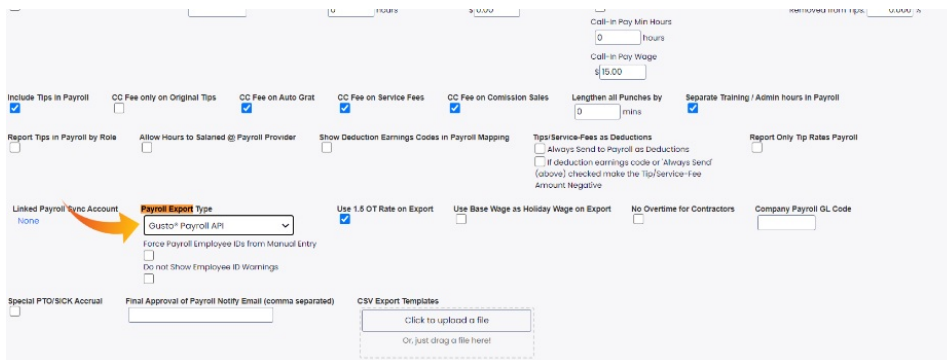 0 hours $ 0.00 Removed from Tips: 0.000 %
Call-In Pay Min Hours
0 hours
Call-In Pay Wage
$ 15.00
Include Tips in Payroll CC Fee only on Original Tips CC Fee on Auto Grat CC Fee on Service Fees CC Fee on Comission Sales Lengthen all Punches by Separate Training / Admin hours in Payroll
0 mins
Report Tips in Payroll by Role Allow Hours to Salaried @ Payroll Provider Show Deduction Earnings Codes in Payroll Mapping Tips/Service-Fees as Deductions Report Only Tip Rates Payroll
Always Send to Payroll as Deductions
If deduction earnings code or 'Always Send'
(above) checked make the Tip/Service-Fee
Amount Negative
Linked Payroll Sync Account Payroll Export Type Use 1.5 OT Rate on Export Use Base Wage as Holiday Wage on Export No Overtime for Contractors Company Payroll GL Code
None Gusto® Payroll API
Force Payroll Employee IDs from Manual Entry
Do not Show Employee ID Warnings
Special PTO/SICK Accrual Final Approval of Payroll Notify Email (comma separated) CSV Export Templates
Click to upload a file
Or, just drag a file here!